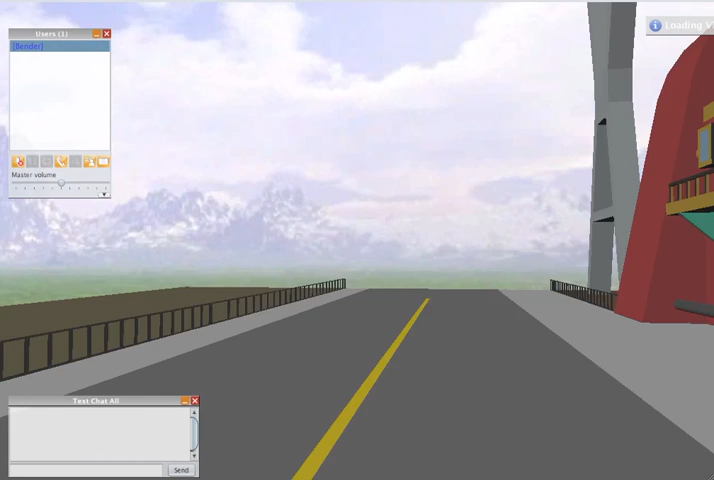 Users (1)
[Bender]
Master volume
Loading V
Text Chat All
Send